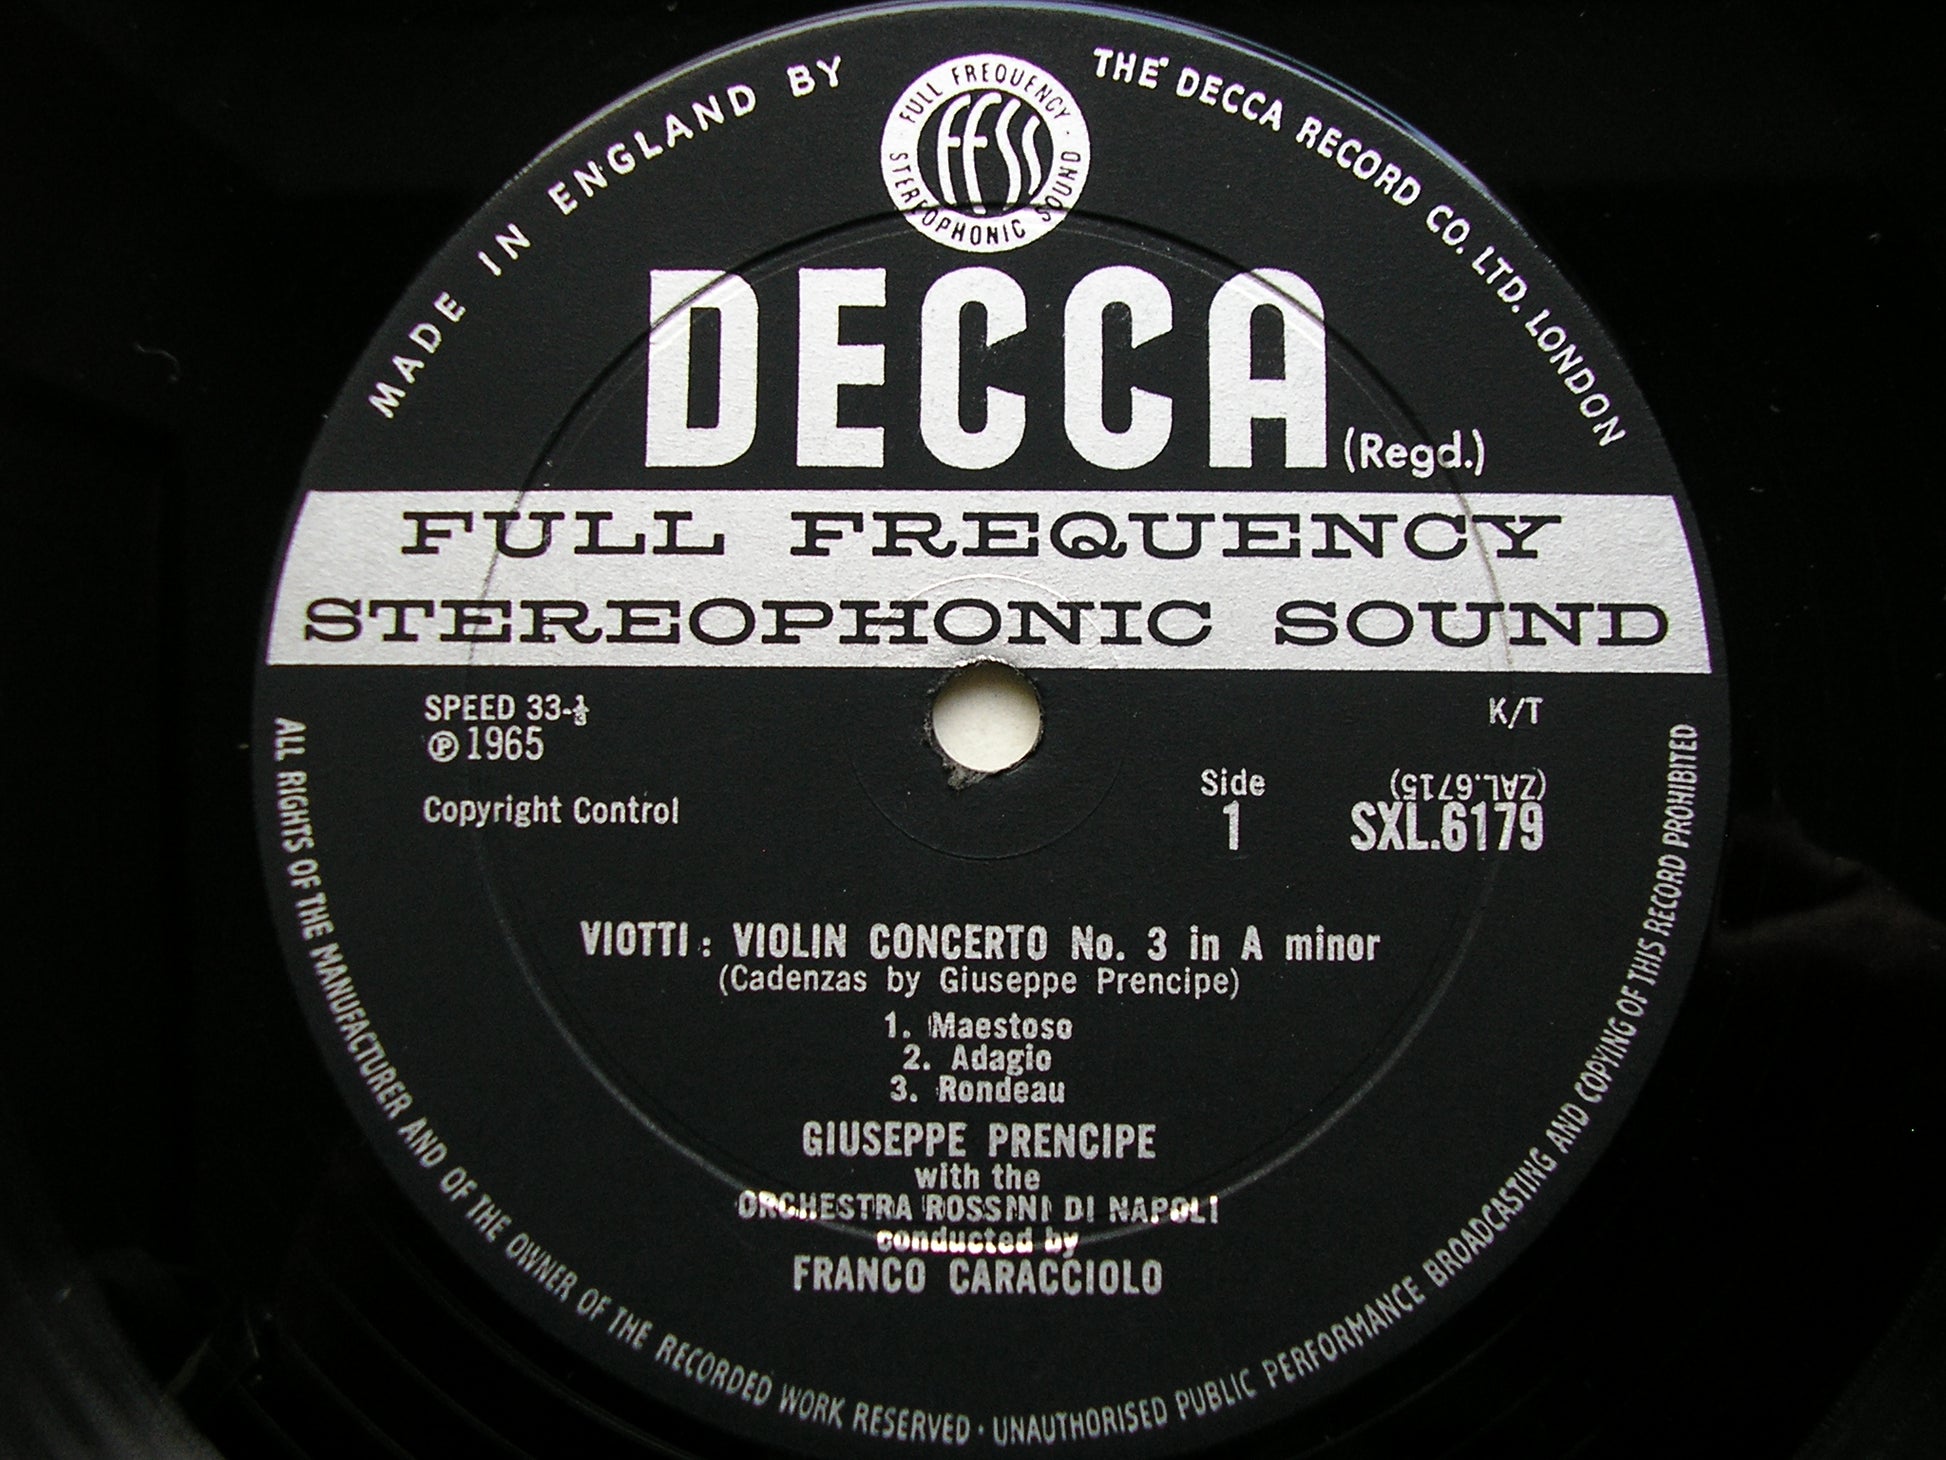 MADE IN ENGLAND BY
THE DECCA RECORD CO. LTD. LONDON
FULL FREQUENCY
FFSS
STEREOPHONIC SOUND
DECCA (Regd.)
FULL FREQUENCY
STEREOPHONIC SOUND
SPEED 33-⅓
℗ 1965
K/T
Copyright Control
Side
1
(ZAL.6715)
SXL.6179
VIOTTI : VIOLIN CONCERTO No. 3 in A minor
(Cadenzas by Giuseppe Prencipe)
1. Maestoso
2. Adagio
3. Rondeau
GIUSEPPE PRENCIPE
with the
ORCHESTRA ROSSINI DI NAPOLI
conducted by
FRANCO CARACCIOLO
ALL RIGHTS OF THE MANUFACTURER AND OF THE OWNER OF THE RECORDED WORK RESERVED · UNAUTHORISED PUBLIC PERFORMANCE BROADCASTING AND COPYING OF THIS RECORD PROHIBITED